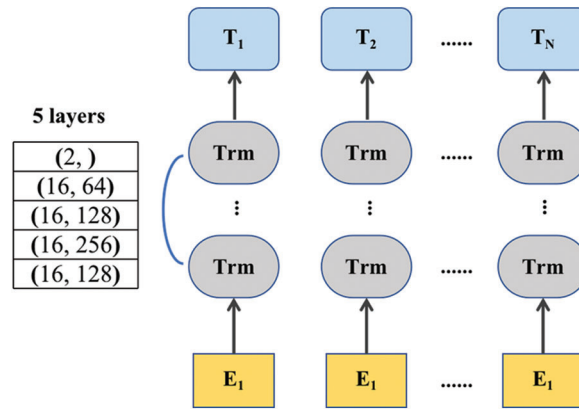 T1 T2 ...... TN
5 layers
(2, )
(16, 64)
(16, 128)
(16, 256)
(16, 128)
Trm Trm ...... Trm
... ... ...
Trm Trm ...... Trm
E1 E1 ...... E1